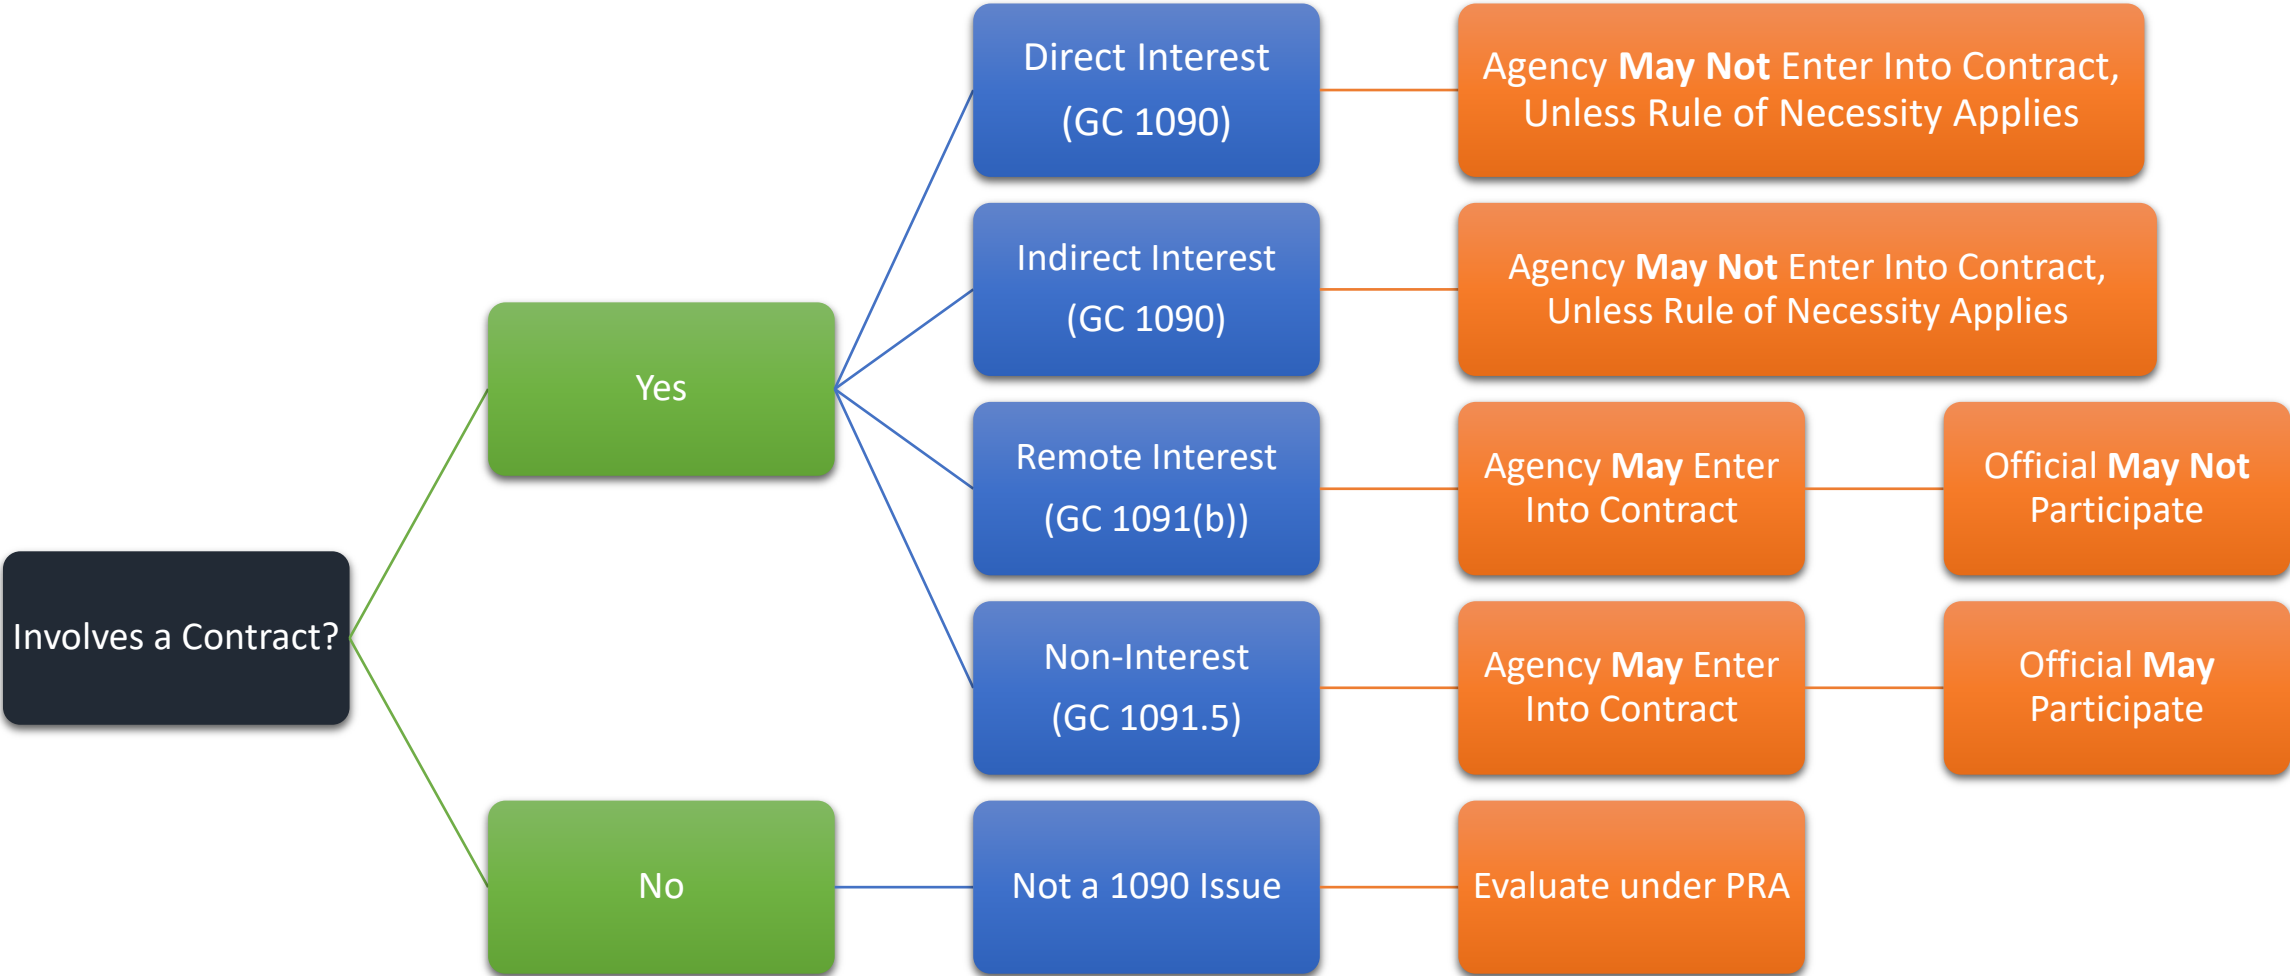 Involves a Contract?
Yes
Direct Interest
(GC 1090)
Agency May Not Enter Into Contract,
Unless Rule of Necessity Applies
Indirect Interest
(GC 1090)
Agency May Not Enter Into Contract,
Unless Rule of Necessity Applies
Remote Interest
(GC 1091(b))
Agency May Enter
Into Contract
Official May Not
Participate
Non-Interest
(GC 1091.5)
Agency May Enter
Into Contract
Official May
Participate
No
Not a 1090 Issue
Evaluate under PRA